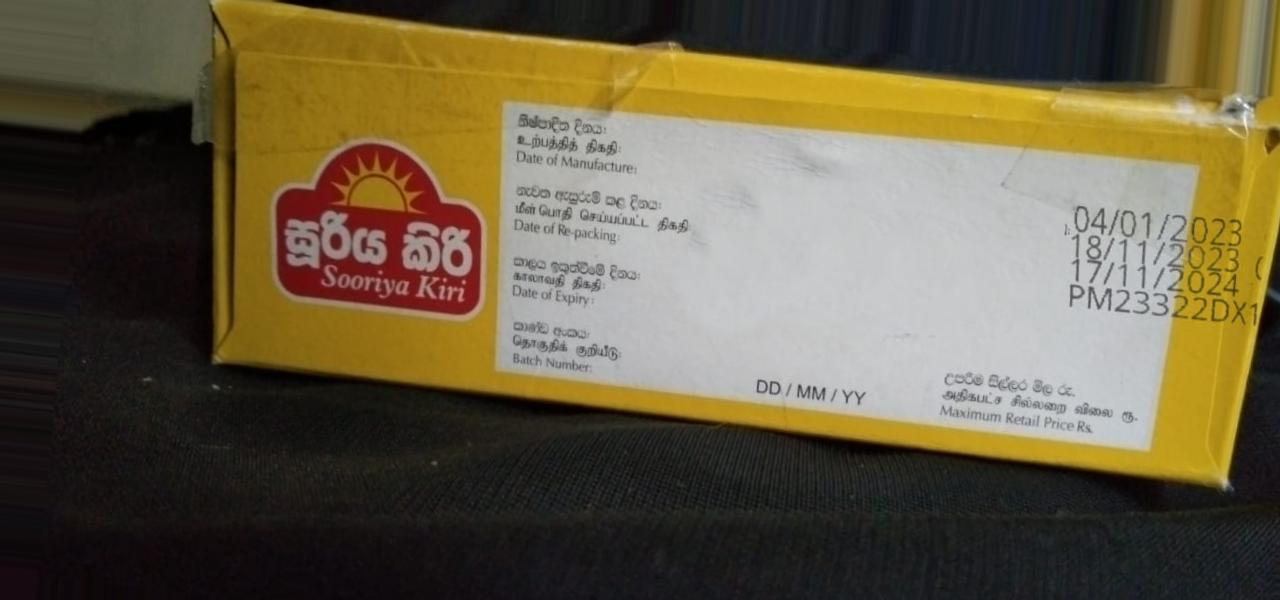 සූරිය කිරි
Sooriya Kiri
නිෂ්පාදිත දිනය:
உற்பத்தித் திகதி:
Date of Manufacture:
නැවත ඇසුරුම් කළ දිනය:
மீள் பொதி செய்யப்பட்ட திகதி
Date of Re-packing:
කාලය ඉකුත්වීමේ දිනය:
காலாவதி திகதி:
Date of Expiry:
කාණ්ඩ අංකය:
தொகுதிக் குறியீடு:
Batch Number:
04/01/2023
18/11/2023
17/11/2024
PM23322DX1
DD / MM / YY
උපරිම සිල්ලර මිල රු.
அதிகபட்ச சில்லறை விலை ரூ.
Maximum Retail Price Rs.